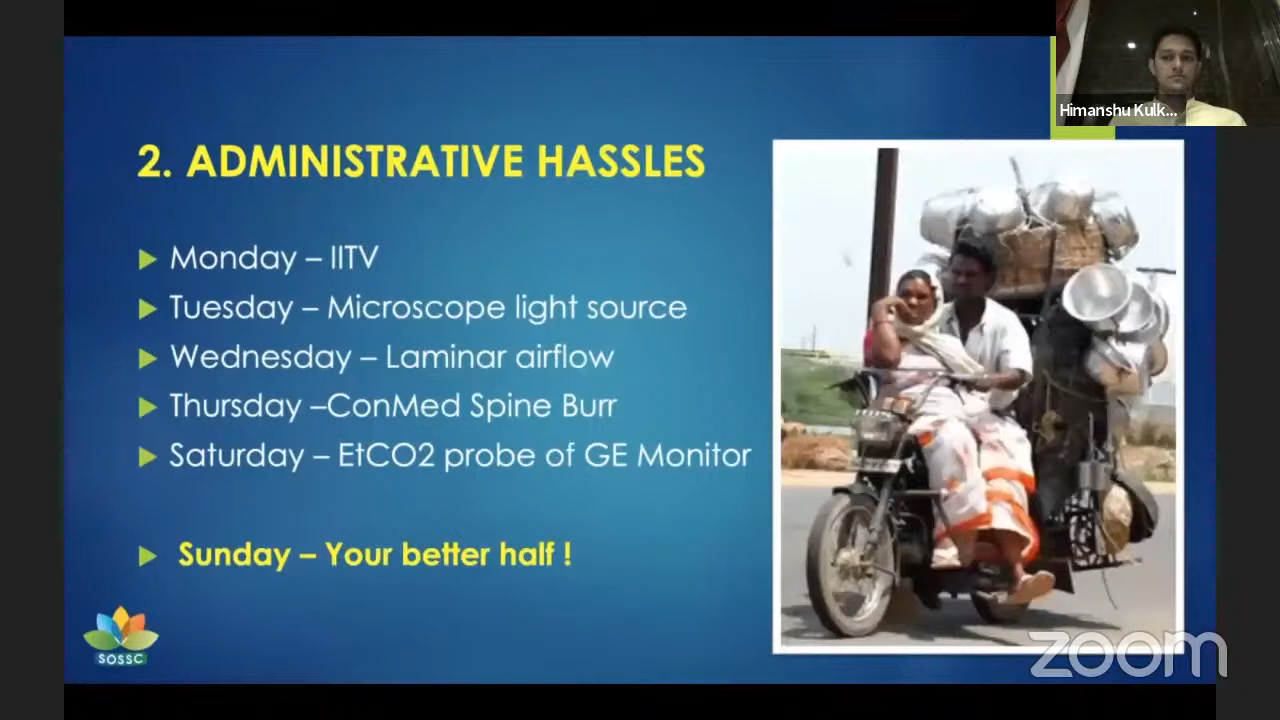 Himanshu Kulk...
2. ADMINISTRATIVE HASSLES
Monday – IITV
Tuesday – Microscope light source
Wednesday – Laminar airflow
Thursday –ConMed Spine Burr
Saturday – EtCO2 probe of GE Monitor
Sunday – Your better half !
SOSSC
zoom